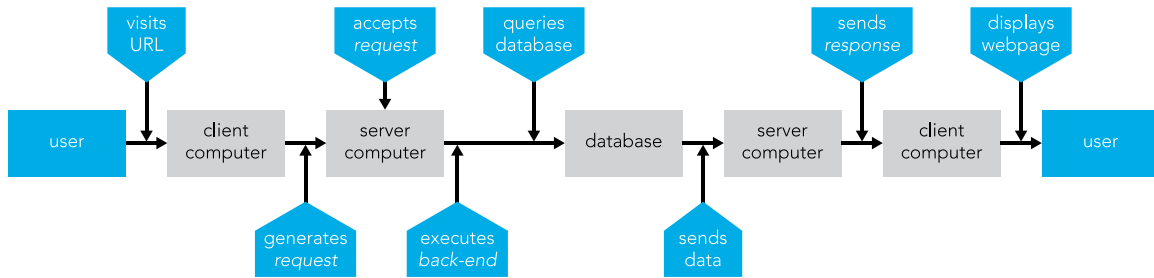 visits
URL
accepts
request
queries
database
sends
response
displays
webpage
user
client
computer
server
computer
database
server
computer
client
computer
user
generates
request
executes
back-end
sends
data